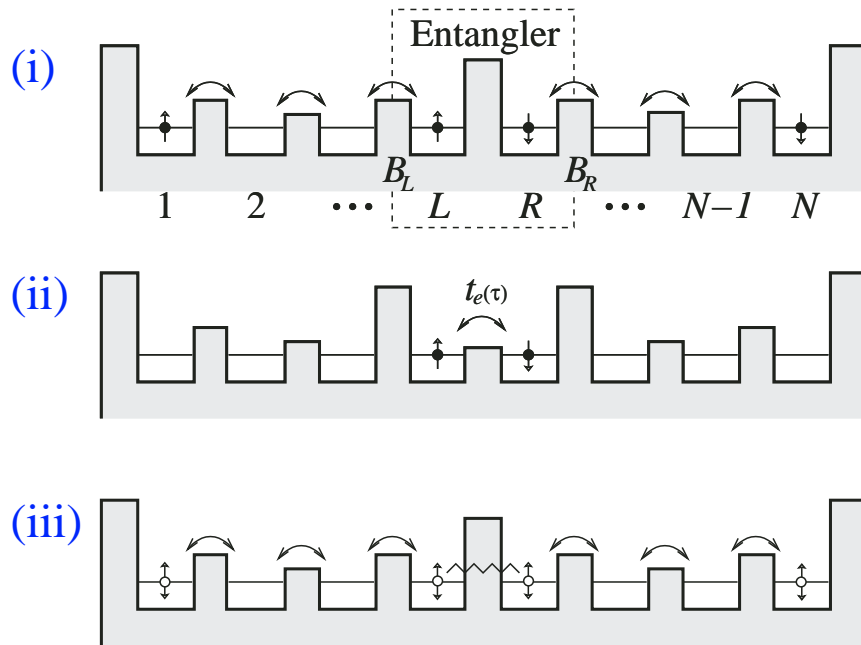 Entangler
(i)
B_L B_R
1 2 ... L R ... N−1 N
(ii) t_e(τ)
(iii)